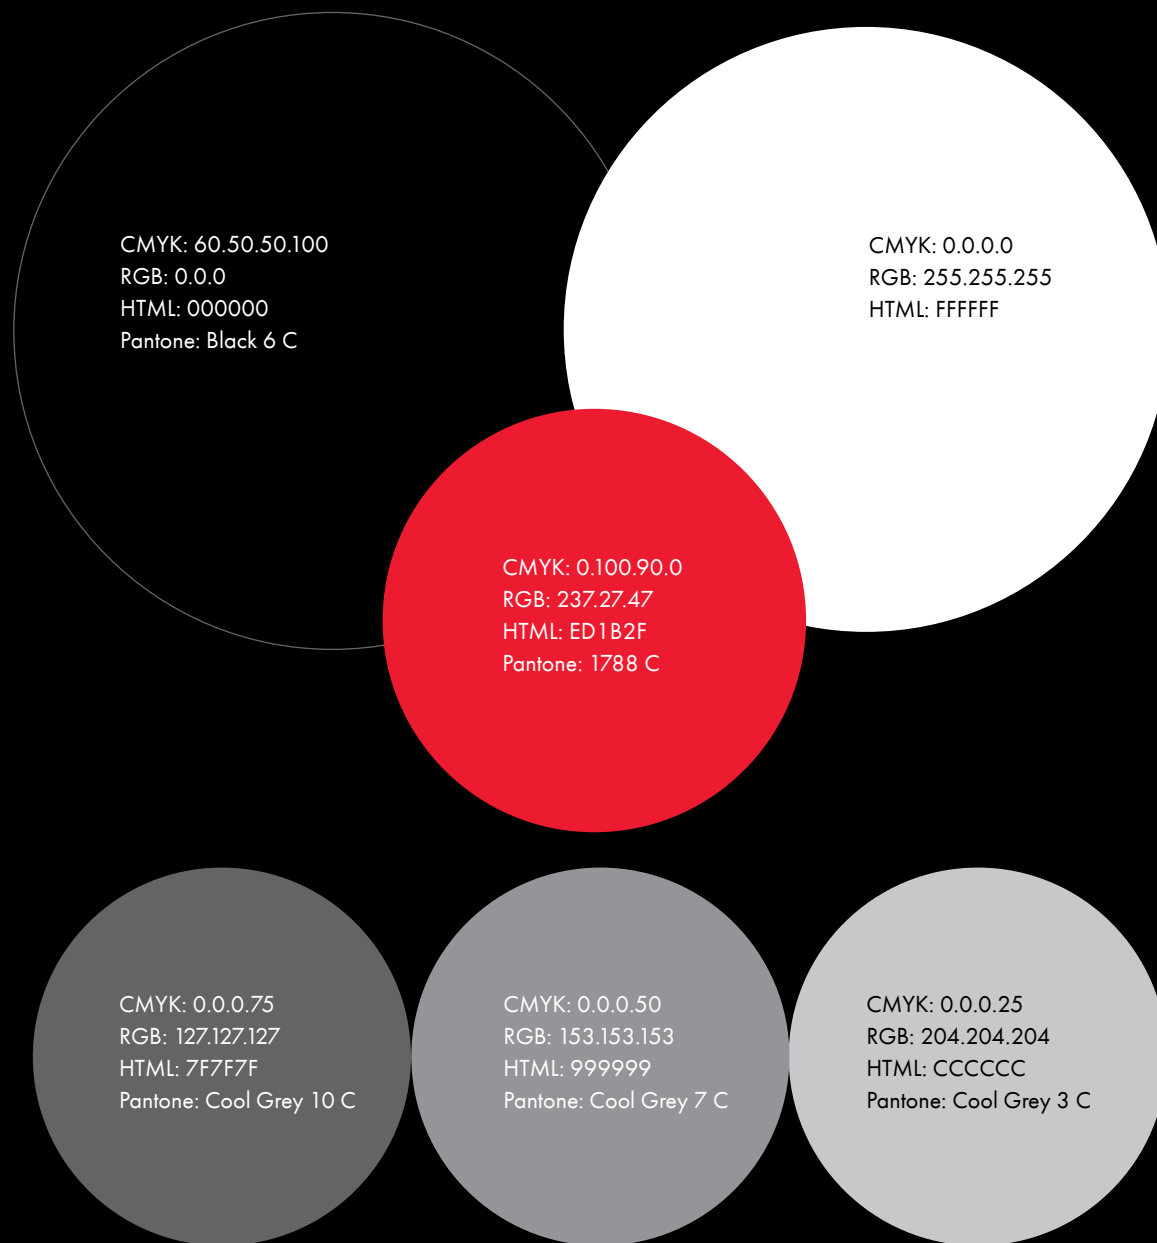 CMYK: 60.50.50.100
RGB: 0.0.0
HTML: 000000
Pantone: Black 6 C
CMYK: 0.0.0.0
RGB: 255.255.255
HTML: FFFFFF
CMYK: 0.100.90.0
RGB: 237.27.47
HTML: ED1B2F
Pantone: 1788 C
CMYK: 0.0.0.75
RGB: 127.127.127
HTML: 7F7F7F
Pantone: Cool Grey 10 C
CMYK: 0.0.0.50
RGB: 153.153.153
HTML: 999999
Pantone: Cool Grey 7 C
CMYK: 0.0.0.25
RGB: 204.204.204
HTML: CCCCCC
Pantone: Cool Grey 3 C